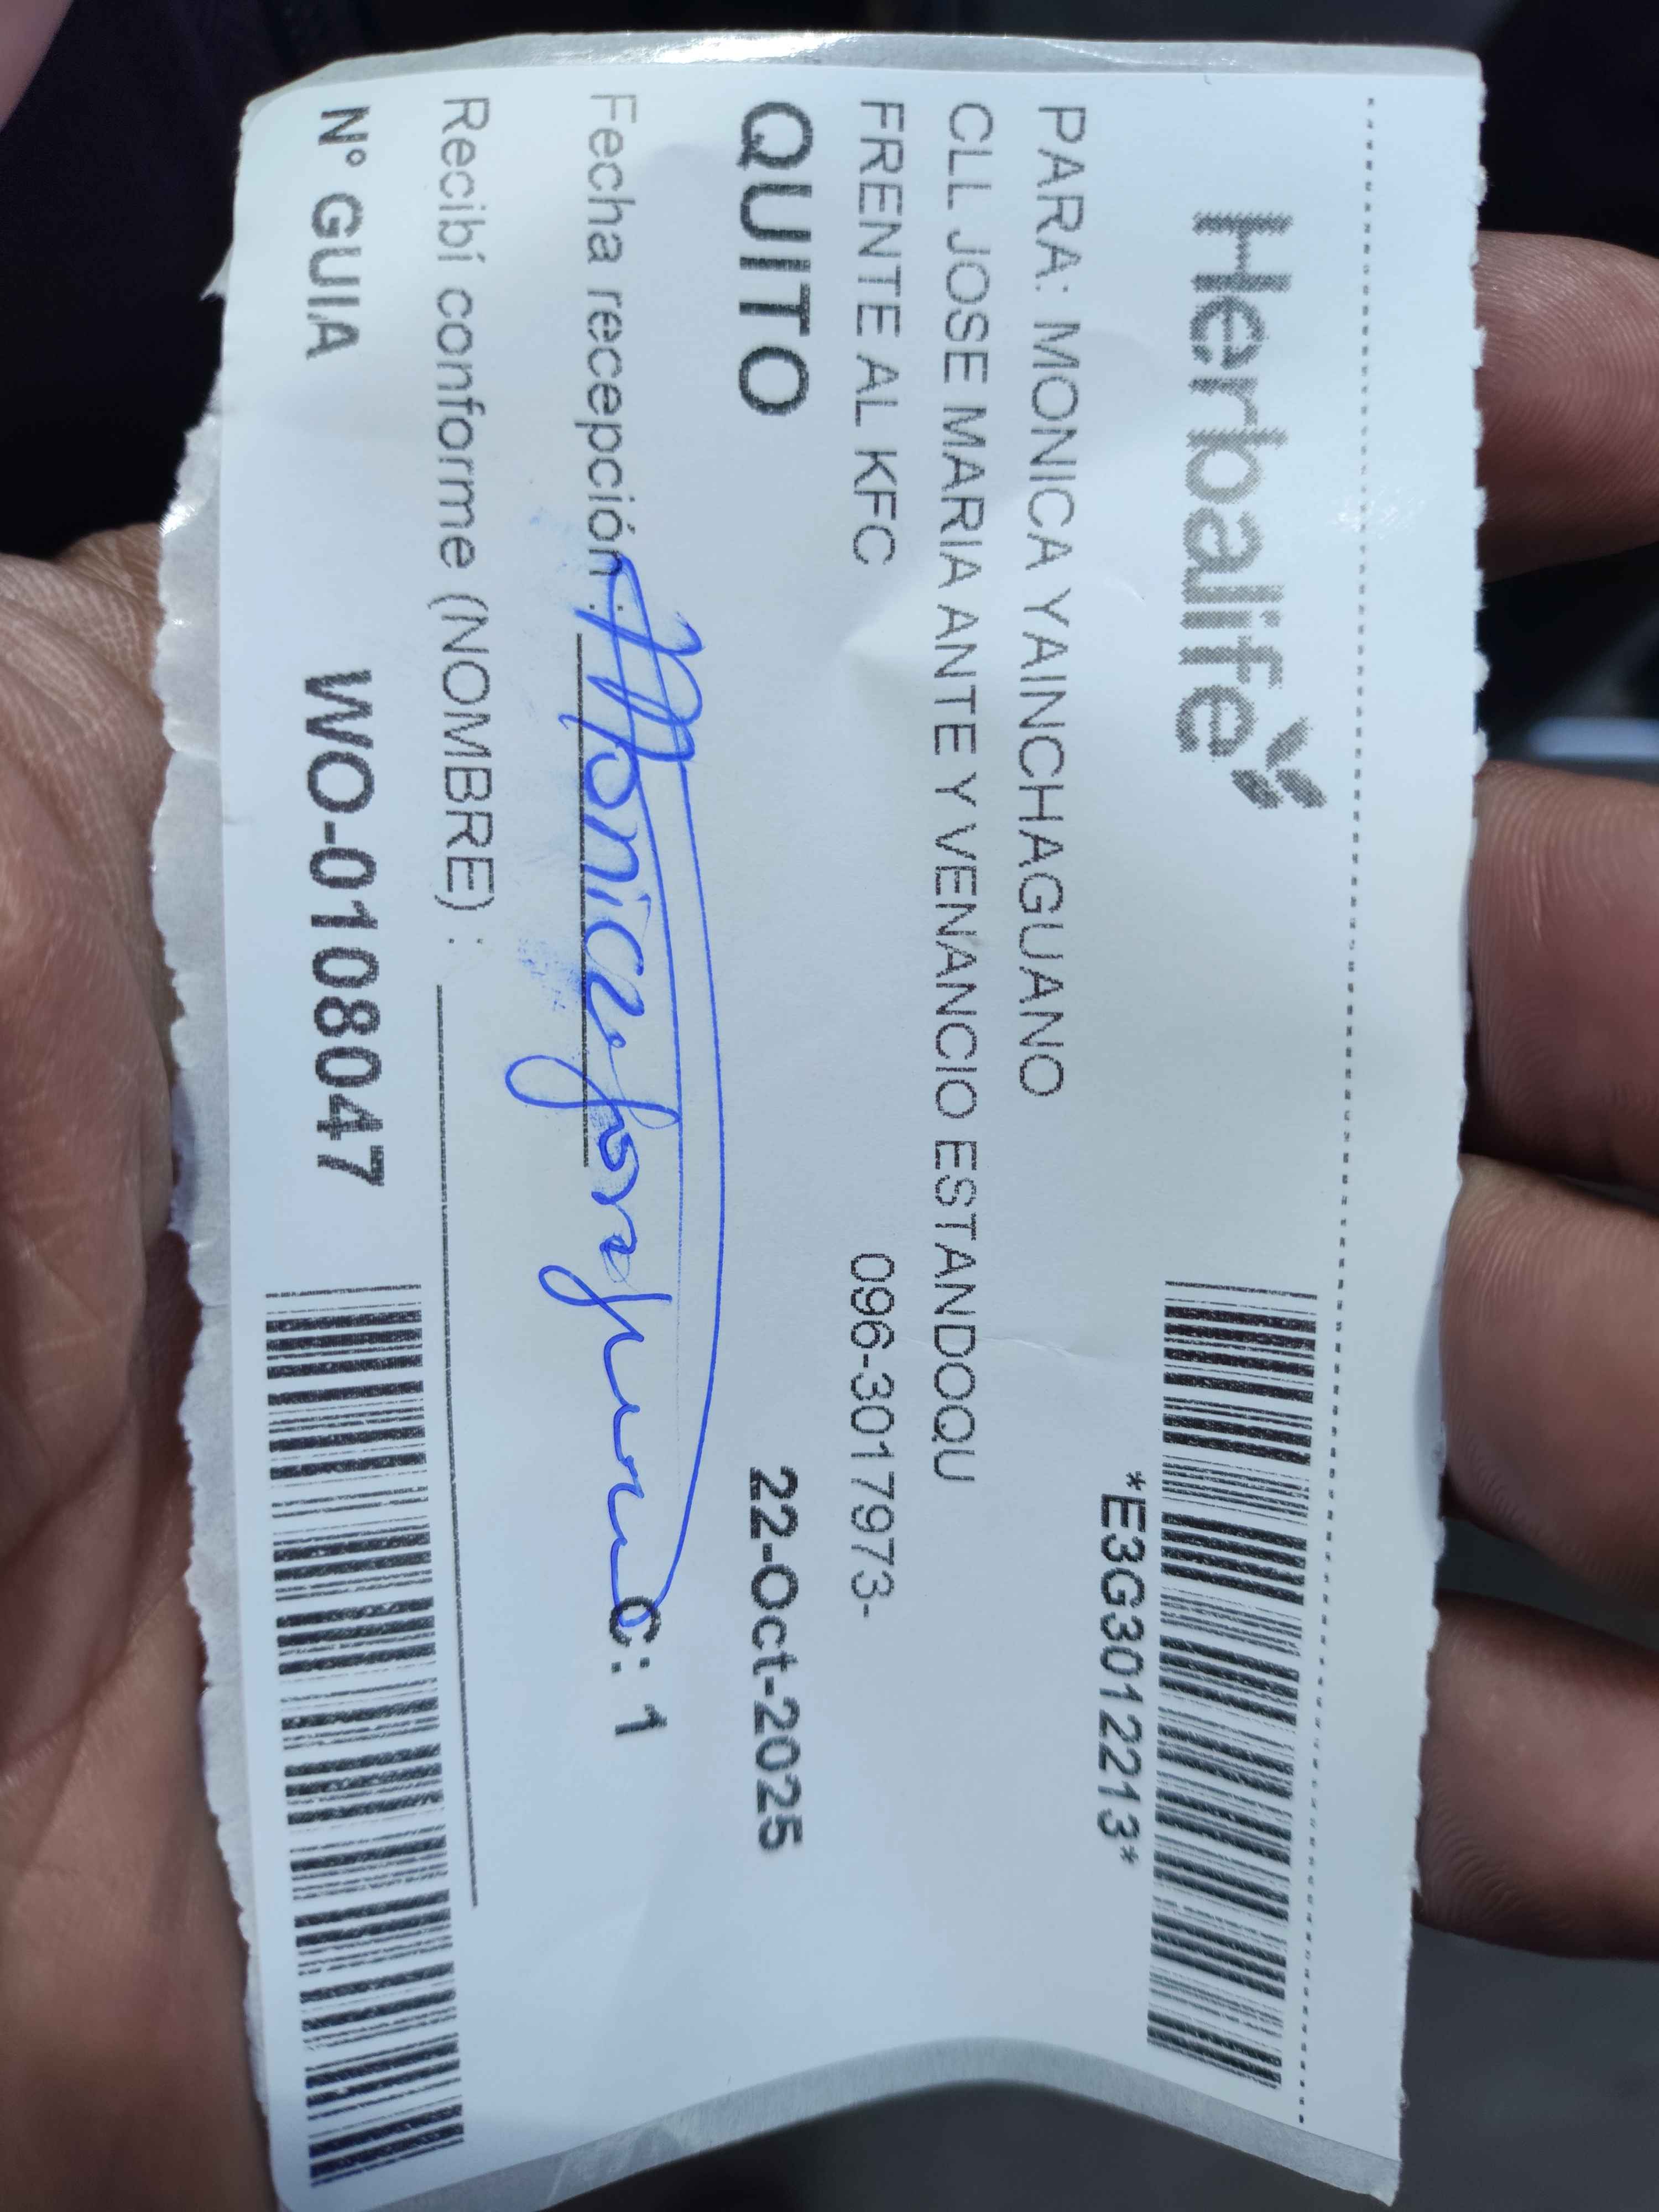 Herbalife
*E3G3012213*
PARA: MONICA YAINCHAGUANO
CLL JOSE MARIA ANTE Y VENANCIO ESTANDOQU
FRENTE AL KFC 096-3017973-
QUITO 22-Oct-2025
Fecha recepción: Monica C: 1
Recibí conforme (NOMBRE) :
N° GUIA WO-0108047